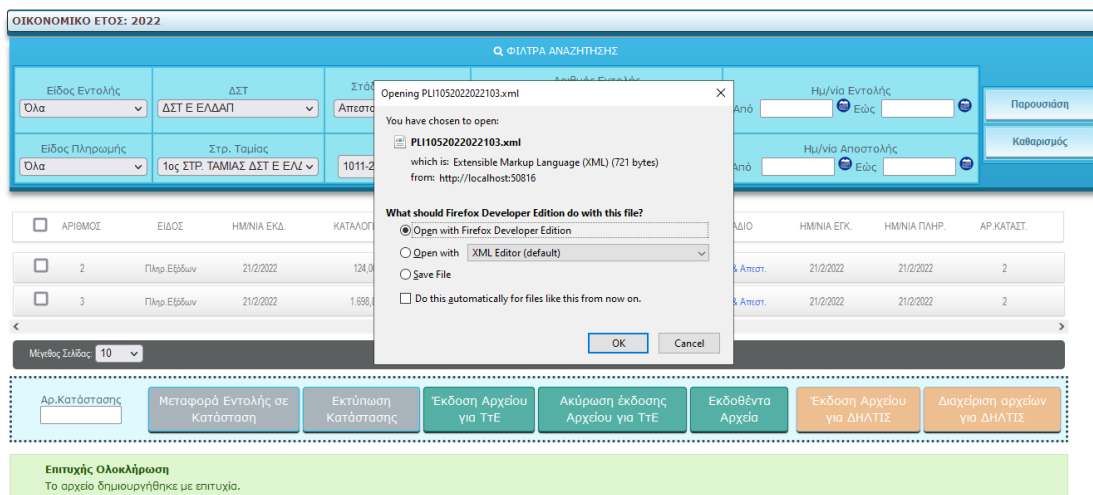 ΟΙΚΟΝΟΜΙΚΟ ΕΤΟΣ: 2022
ΦΙΛΤΡΑ ΑΝΑΖΗΤΗΣΗΣ
Είδος Εντολής ΔΣΤ Ημ/νία Εντολής
Όλα ΔΣΤ Ε ΕΛΔΑΠ Από Εώς Παρουσιάση
Είδος Πληρωμής Στρ. Ταμίας Ημ/νία Αποστολής Καθαρισμός
Όλα 1ος ΣΤΡ. ΤΑΜΙΑΣ ΔΣΤ Ε ΕΛΔ 1011-2 Από Εώς
Opening PLI1052022022103.xml
You have chosen to open:
PLI1052022022103.xml
which is: Extensible Markup Language (XML) (721 bytes)
from: http://localhost:50816
What should Firefox Developer Edition do with this file?
Open with Firefox Developer Edition
Open with XML Editor (default)
Save File
Do this automatically for files like this from now on.
OK Cancel
ΑΡΙΘΜΟΣ ΕΙΔΟΣ ΗΜ/ΝΙΑ ΕΚΔ. ΗΜ/ΝΙΑ ΕΓΚ. ΗΜ/ΝΙΑ ΠΛΗΡ. ΑΡ.ΚΑΤΑΣΤ.
2 Πληρ.Εξόδων 21/2/2022 124,0 & Απεστ. 21/2/2022 21/2/2022 2
3 Πληρ.Εξόδων 21/2/2022 1.698, & Απεστ. 21/2/2022 21/2/2022 2
Μέγεθος Σελίδας: 10
Αρ.Κατάστασης
Μεταφορά Εντολής σε
Κατάσταση
Εκτύπωση
Κατάστασης
Έκδοση Αρχείου
για ΤτΕ
Ακύρωση έκδοσης
Αρχείου για ΤτΕ
Εκδοθέντα
Αρχεία
Έκδοση Αρχείου
για ΔΗΛΤΙΣ
Διαχείριση αρχείων
για ΔΗΛΤΙΣ
Επιτυχής Ολοκλήρωση
Το αρχείο δημιουργήθηκε με επιτυχία.